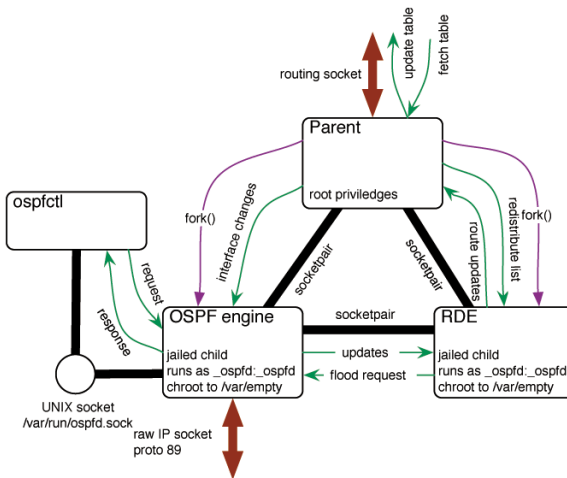 update table
fetch table
routing socket
Parent
root priviledges
ospfctl
fork()
interface changes
socketpair
socketpair
route updates
redistribute list
fork()
request
response
OSPF engine
jailed child
runs as _ospfd:_ospfd
chroot to /var/empty
socketpair
updates
flood request
RDE
jailed child
runs as _ospfd:_ospfd
chroot to /var/empty
UNIX socket
/var/run/ospfd.sock
raw IP socket
proto 89